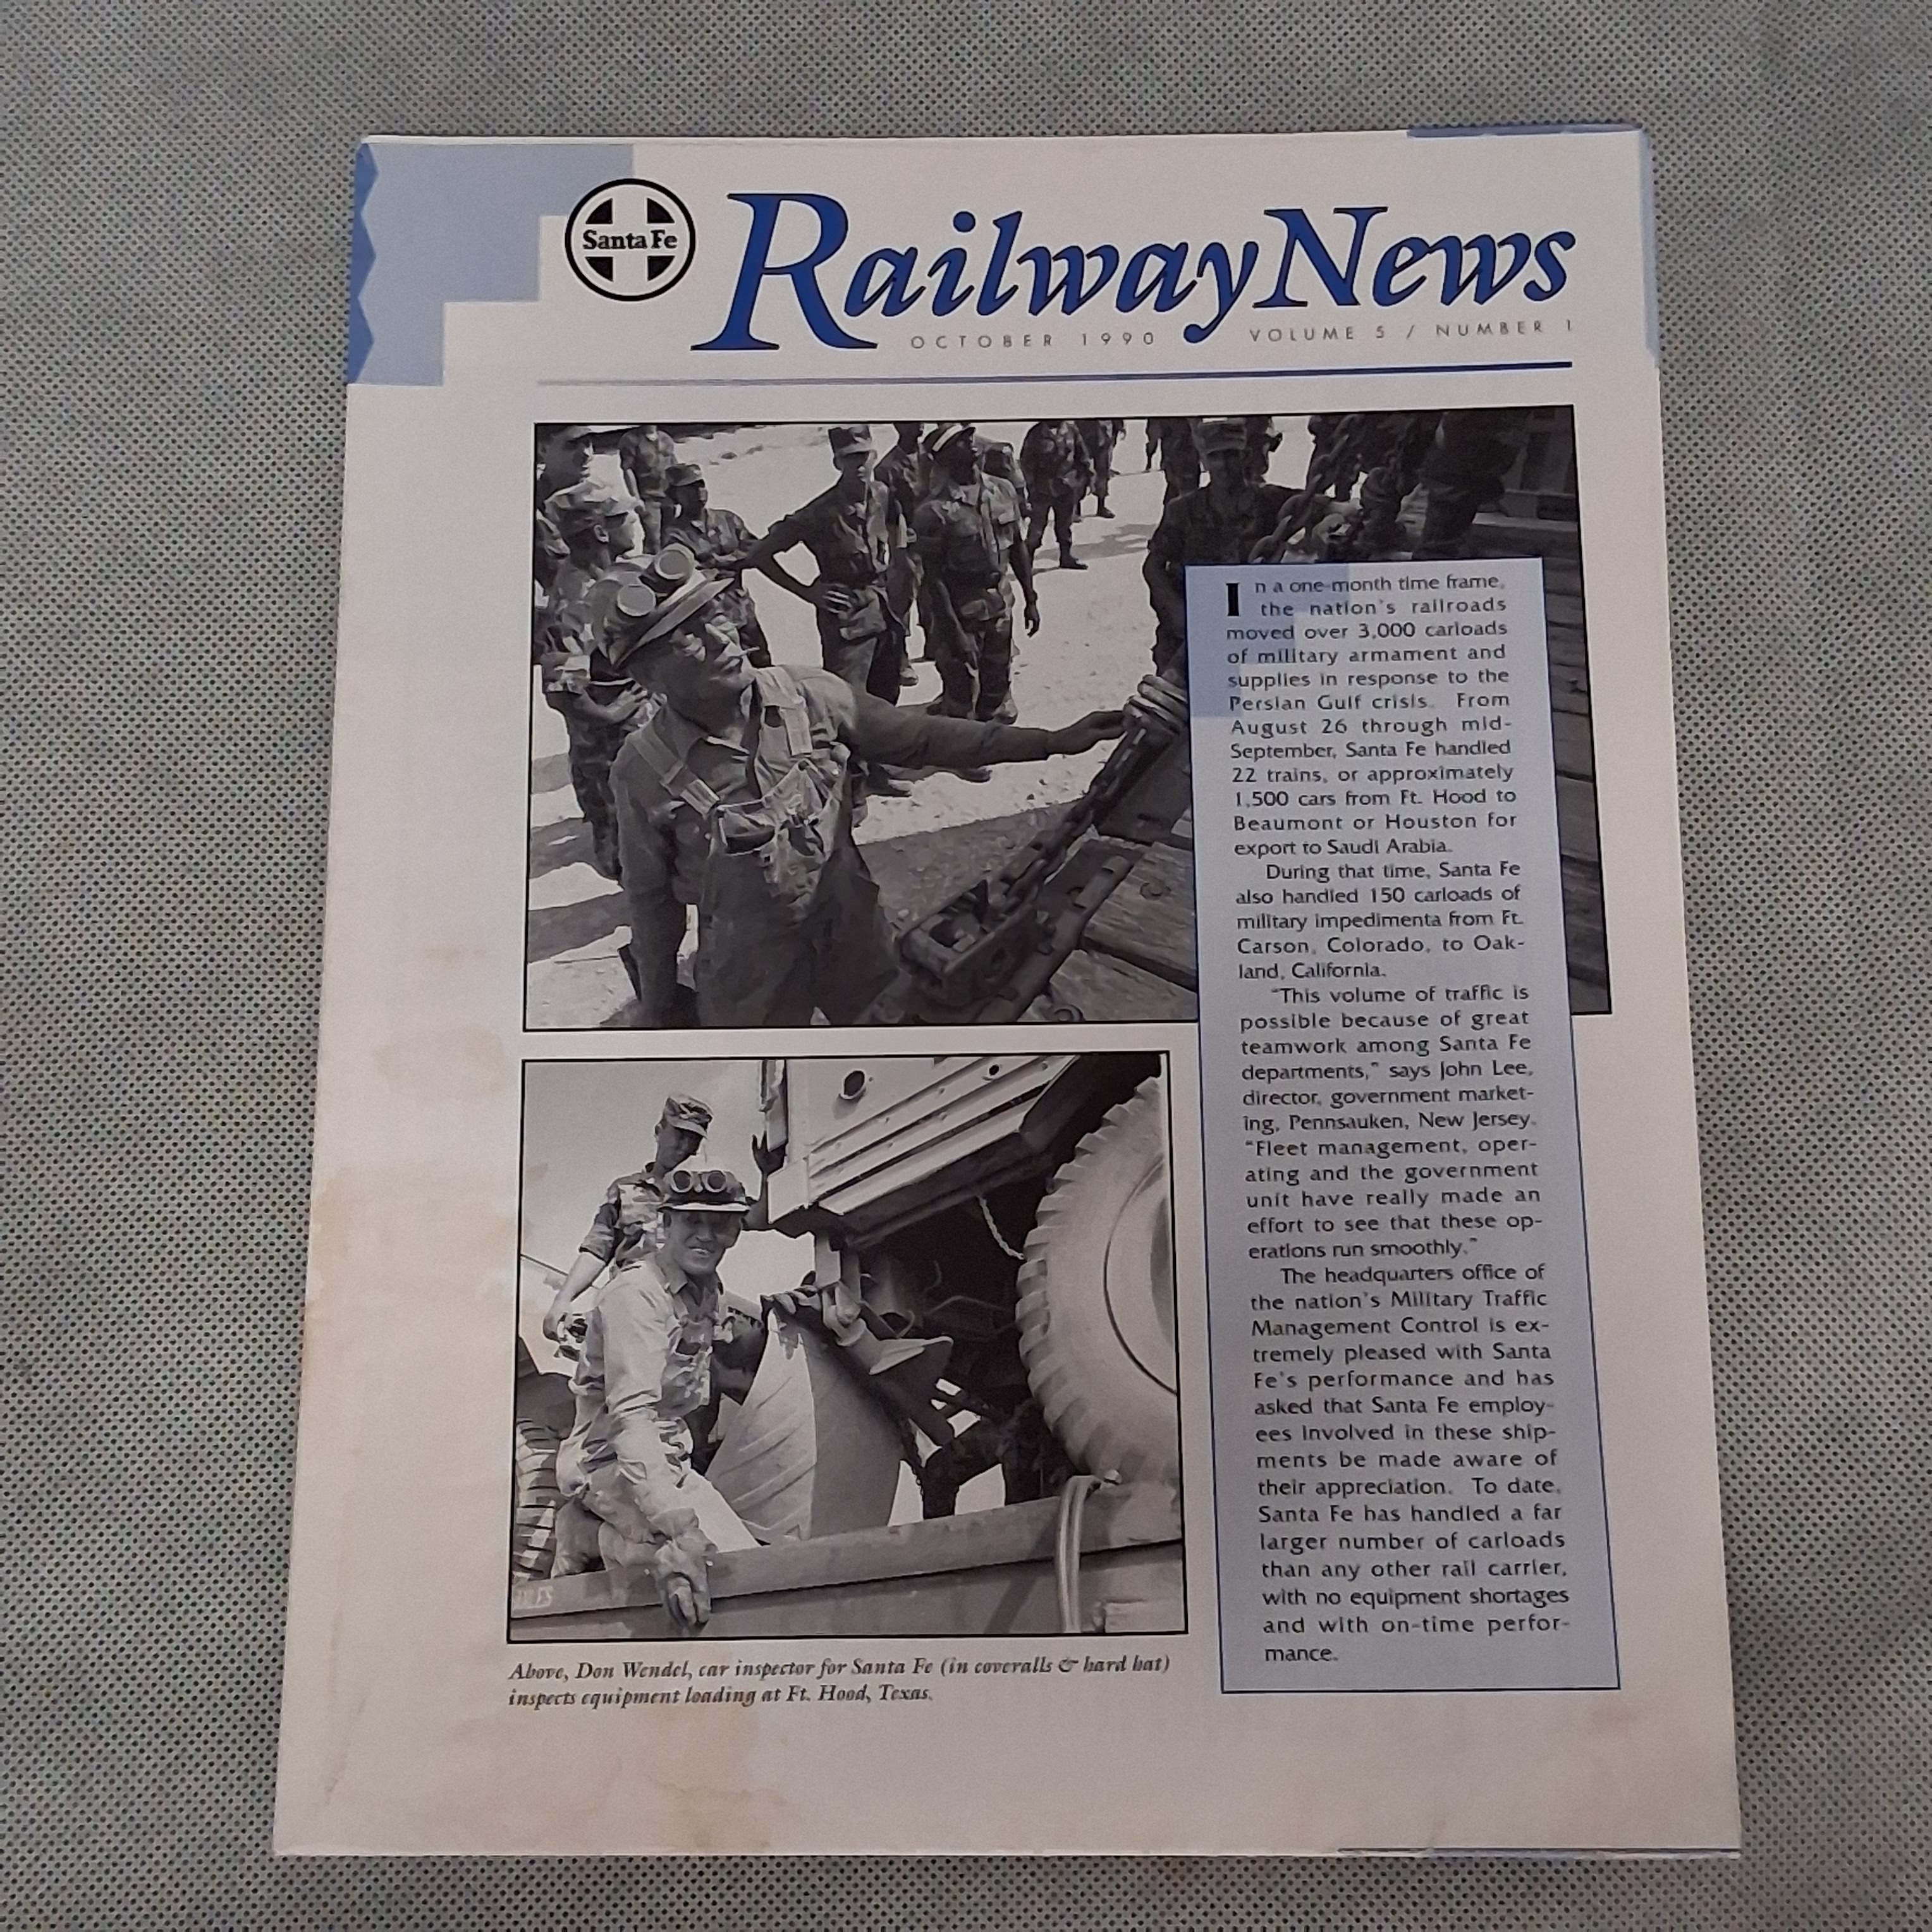 Santa Fe
Railway News
OCTOBER 1990 VOLUME 5 / NUMBER 1
In a one-month time frame,
the nation's railroads
moved over 3,000 carloads
of military armament and
supplies in response to the
Persian Gulf crisis. From
August 26 through mid-
September, Santa Fe handled
22 trains, or approximately
1,500 cars from Ft. Hood to
Beaumont or Houston for
export to Saudi Arabia.
During that time, Santa Fe
also handled 150 carloads of
military impedimenta from Ft.
Carson, Colorado, to Oak-
land, California.
"This volume of traffic is
possible because of great
teamwork among Santa Fe
departments," says John Lee,
director, government market-
ing, Pennsauken, New Jersey.
"Fleet management, oper-
ating and the government
unit have really made an
effort to see that these op-
erations run smoothly."
The headquarters office of
the nation's Military Traffic
Management Control is ex-
tremely pleased with Santa
Fe's performance and has
asked that Santa Fe employ-
ees involved in these ship-
ments be made aware of
their appreciation. To date,
Santa Fe has handled a far
larger number of carloads
than any other rail carrier,
with no equipment shortages
and with on-time perfor-
mance.
Above, Don Wendel, car inspector for Santa Fe (in coveralls & hard hat)
inspects equipment loading at Ft. Hood, Texas.